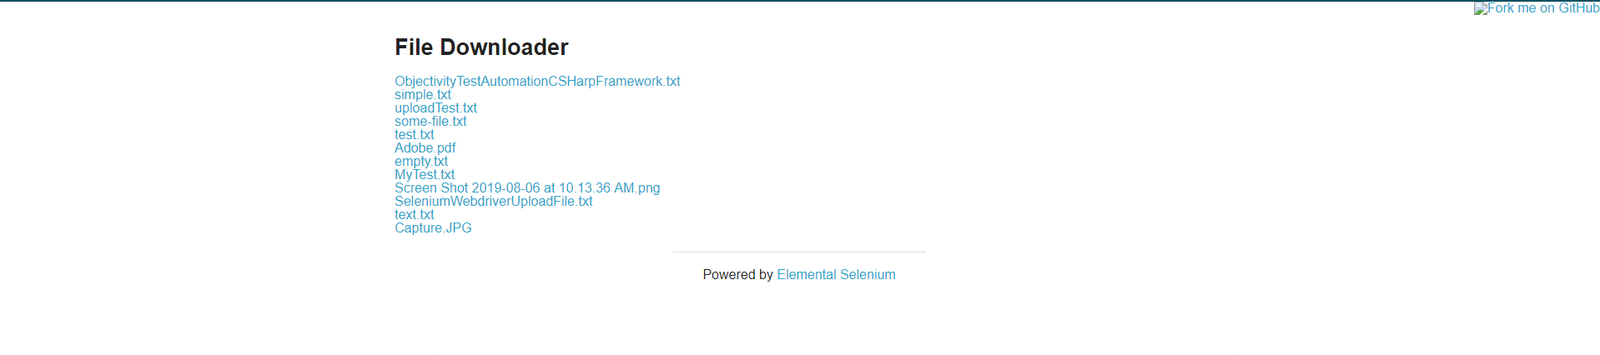 Fork me on GitHub
File Downloader
ObjectivityTestAutomationCSHarpFramework.txt
simple.txt
uploadTest.txt
some-file.txt
test.txt
Adobe.pdf
empty.txt
MyTest.txt
Screen Shot 2019-08-06 at 10.13.36 AM.png
SeleniumWebdriverUploadFile.txt
text.txt
Capture.JPG
Powered by Elemental Selenium